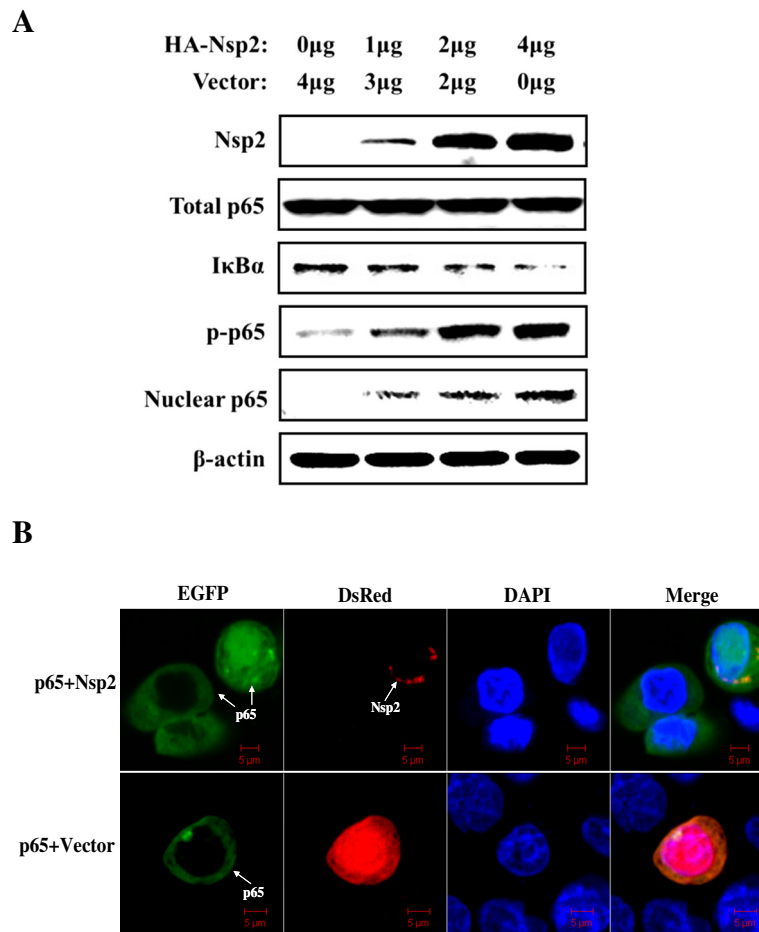 A
HA-Nsp2: 0μg 1μg 2μg 4μg
Vector: 4μg 3μg 2μg 0μg
Nsp2
Total p65
IκBα
p-p65
Nuclear p65
β-actin
B
EGFP DsRed DAPI Merge
p65+Nsp2
p65
Nsp2
5 μm 5 μm 5 μm 5 μm
p65+Vector
p65
5 μm 5 μm 5 μm 5 μm